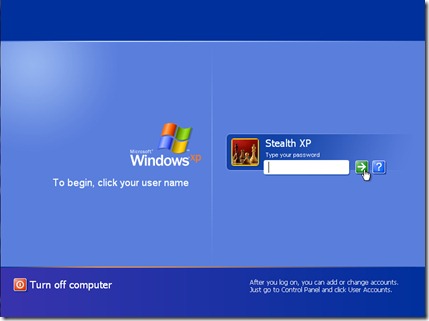 Microsoft®
Windows xp
To begin, click your user name
Stealth XP
Type your password
?
Turn off computer
After you log on, you can add or change accounts.
Just go to Control Panel and click User Accounts.